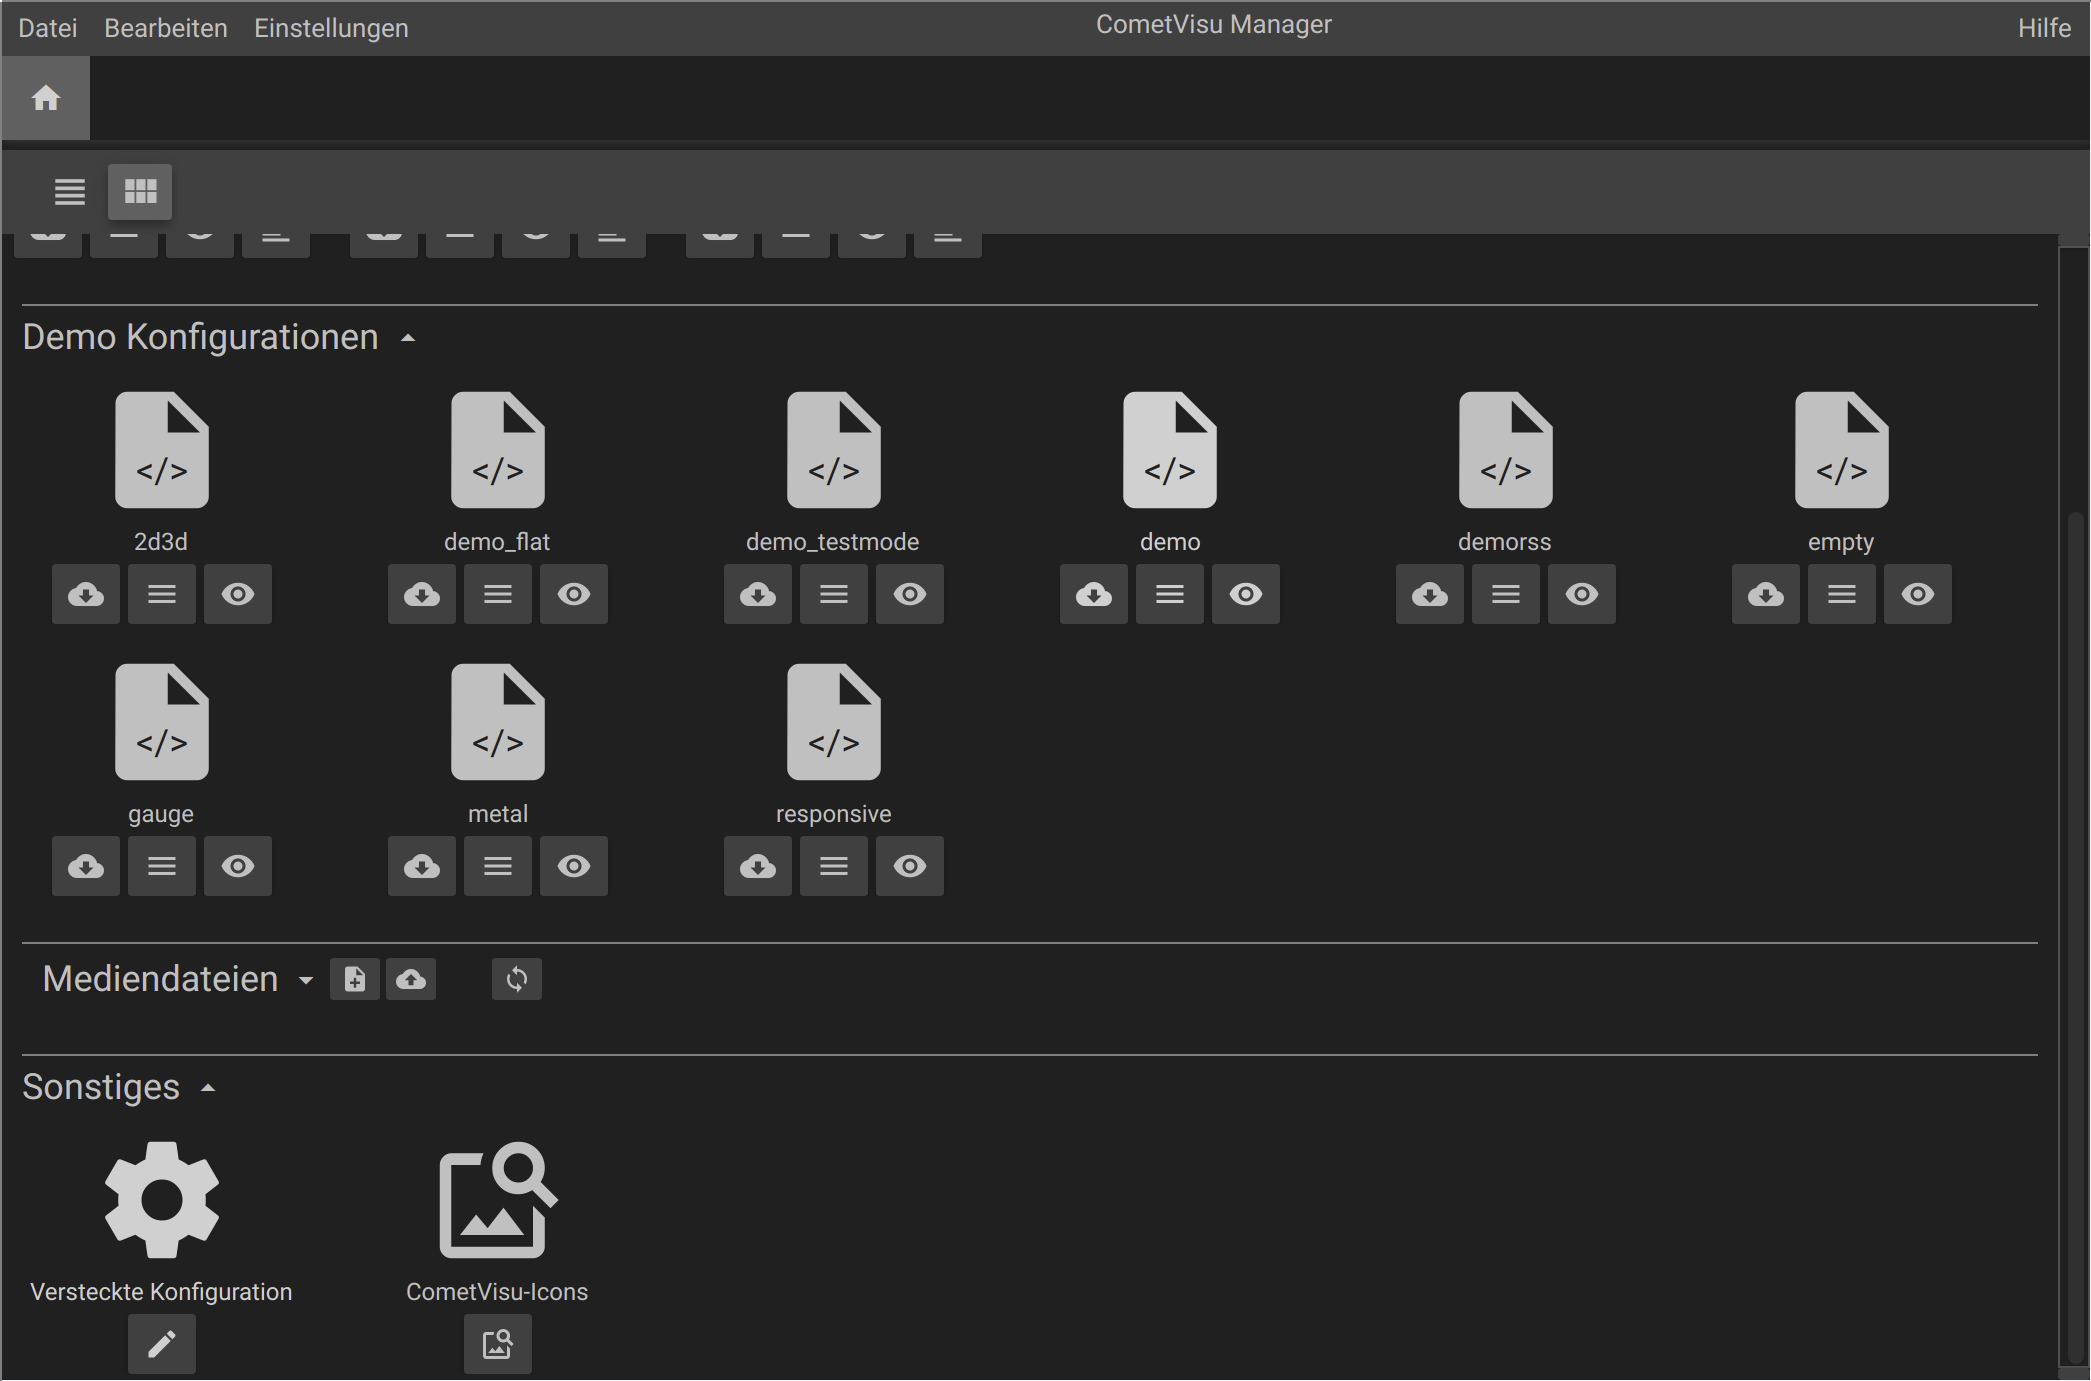 Datei Bearbeiten Einstellungen CometVisu Manager Hilfe
Demo Konfigurationen
</> </> </> </> </> </>
2d3d demo_flat demo_testmode demo demorss empty
</> </> </>
gauge metal responsive
Mediendateien
Sonstiges
Versteckte Konfiguration CometVisu-Icons